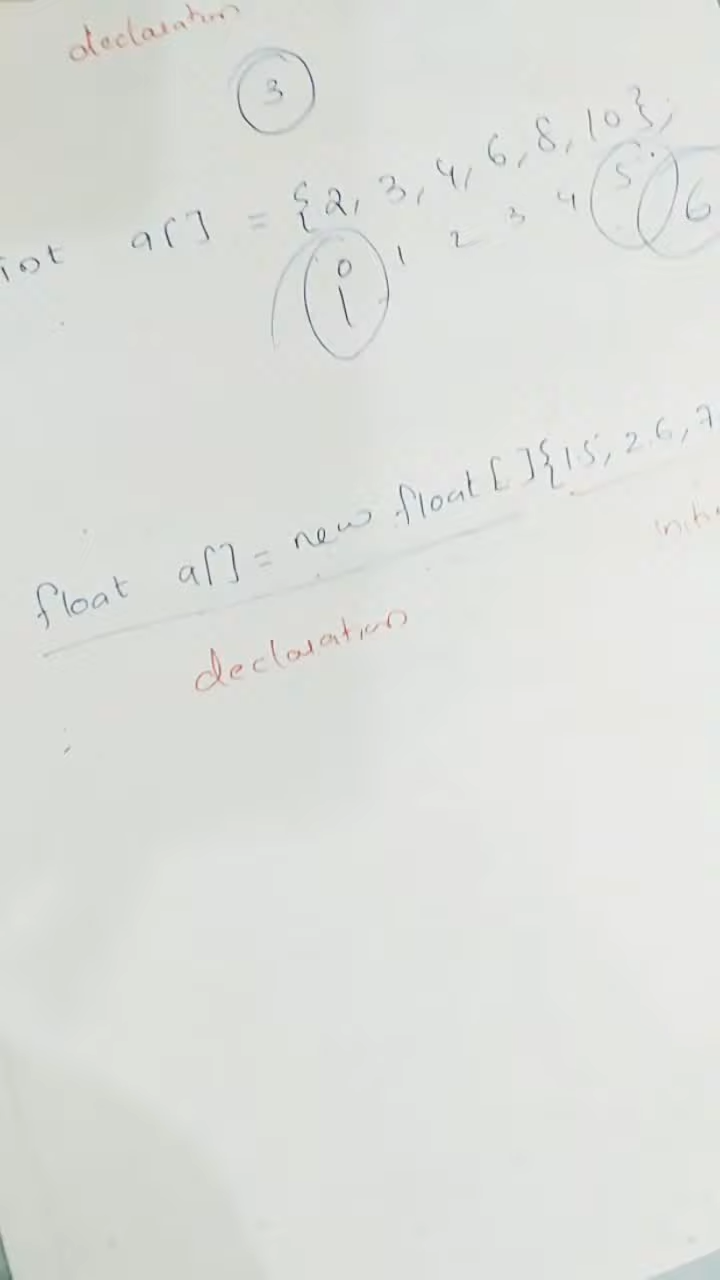 declaration
3
int a[] = {2, 3, 4, 6, 8, 10};
0 1 2 3 4 5 6
1
float a[] = new float []{1.5, 2.6, 7
declaration